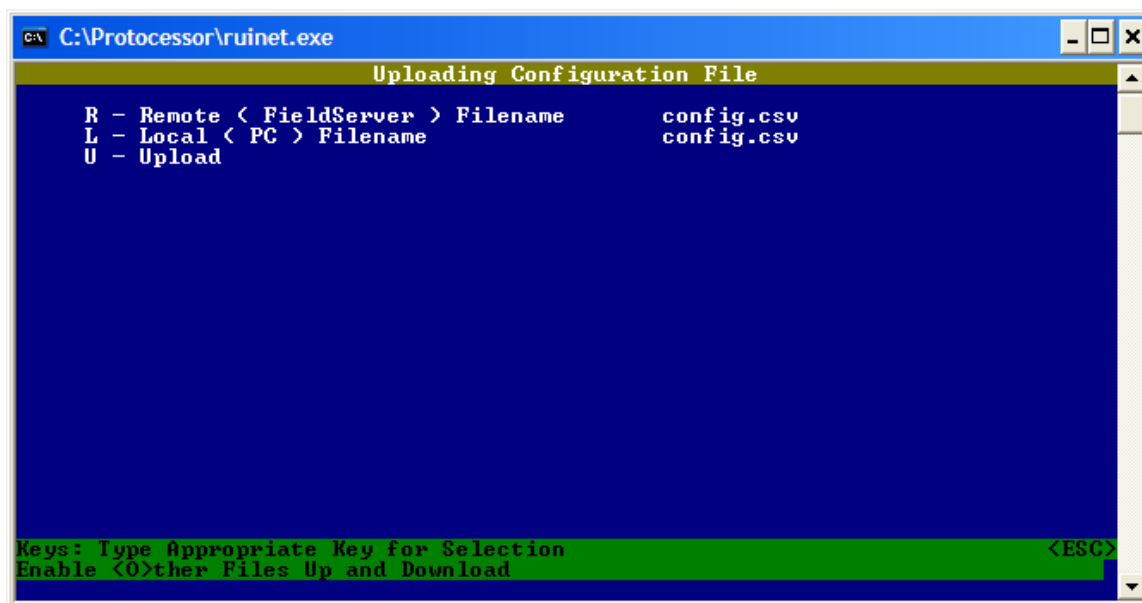 C:\Protocessor\ruinet.exe
Uploading Configuration File
R - Remote ( FieldServer ) Filename config.csv
L - Local ( PC ) Filename config.csv
U - Upload
Keys: Type Appropriate Key for Selection <ESC>
Enable <O>ther Files Up and Download